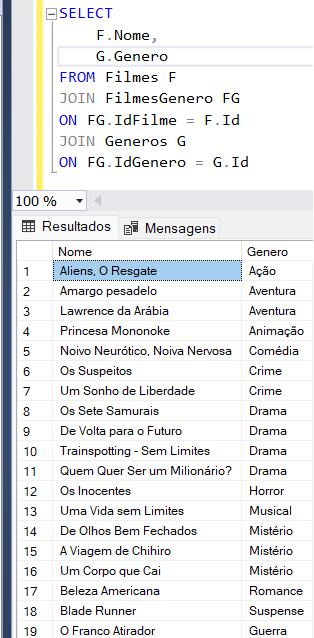 SELECT
F.Nome,
G.Genero
FROM Filmes F
JOIN FilmesGenero FG
ON FG.IdFilme = F.Id
JOIN Generos G
ON FG.IdGenero = G.Id
100 %
Resultados Mensagens
Nome Genero
1 Aliens, O Resgate Ação
2 Amargo pesadelo Aventura
3 Lawrence da Arábia Aventura
4 Princesa Mononoke Animação
5 Noivo Neurótico, Noiva Nervosa Comédia
6 Os Suspeitos Crime
7 Um Sonho de Liberdade Crime
8 Os Sete Samurais Drama
9 De Volta para o Futuro Drama
10 Trainspotting - Sem Limites Drama
11 Quem Quer Ser um Milionário? Drama
12 Os Inocentes Horror
13 Uma Vida sem Limites Musical
14 De Olhos Bem Fechados Mistério
15 A Viagem de Chihiro Mistério
16 Um Corpo que Cai Mistério
17 Beleza Americana Romance
18 Blade Runner Suspense
19 O Franco Atirador Guerra